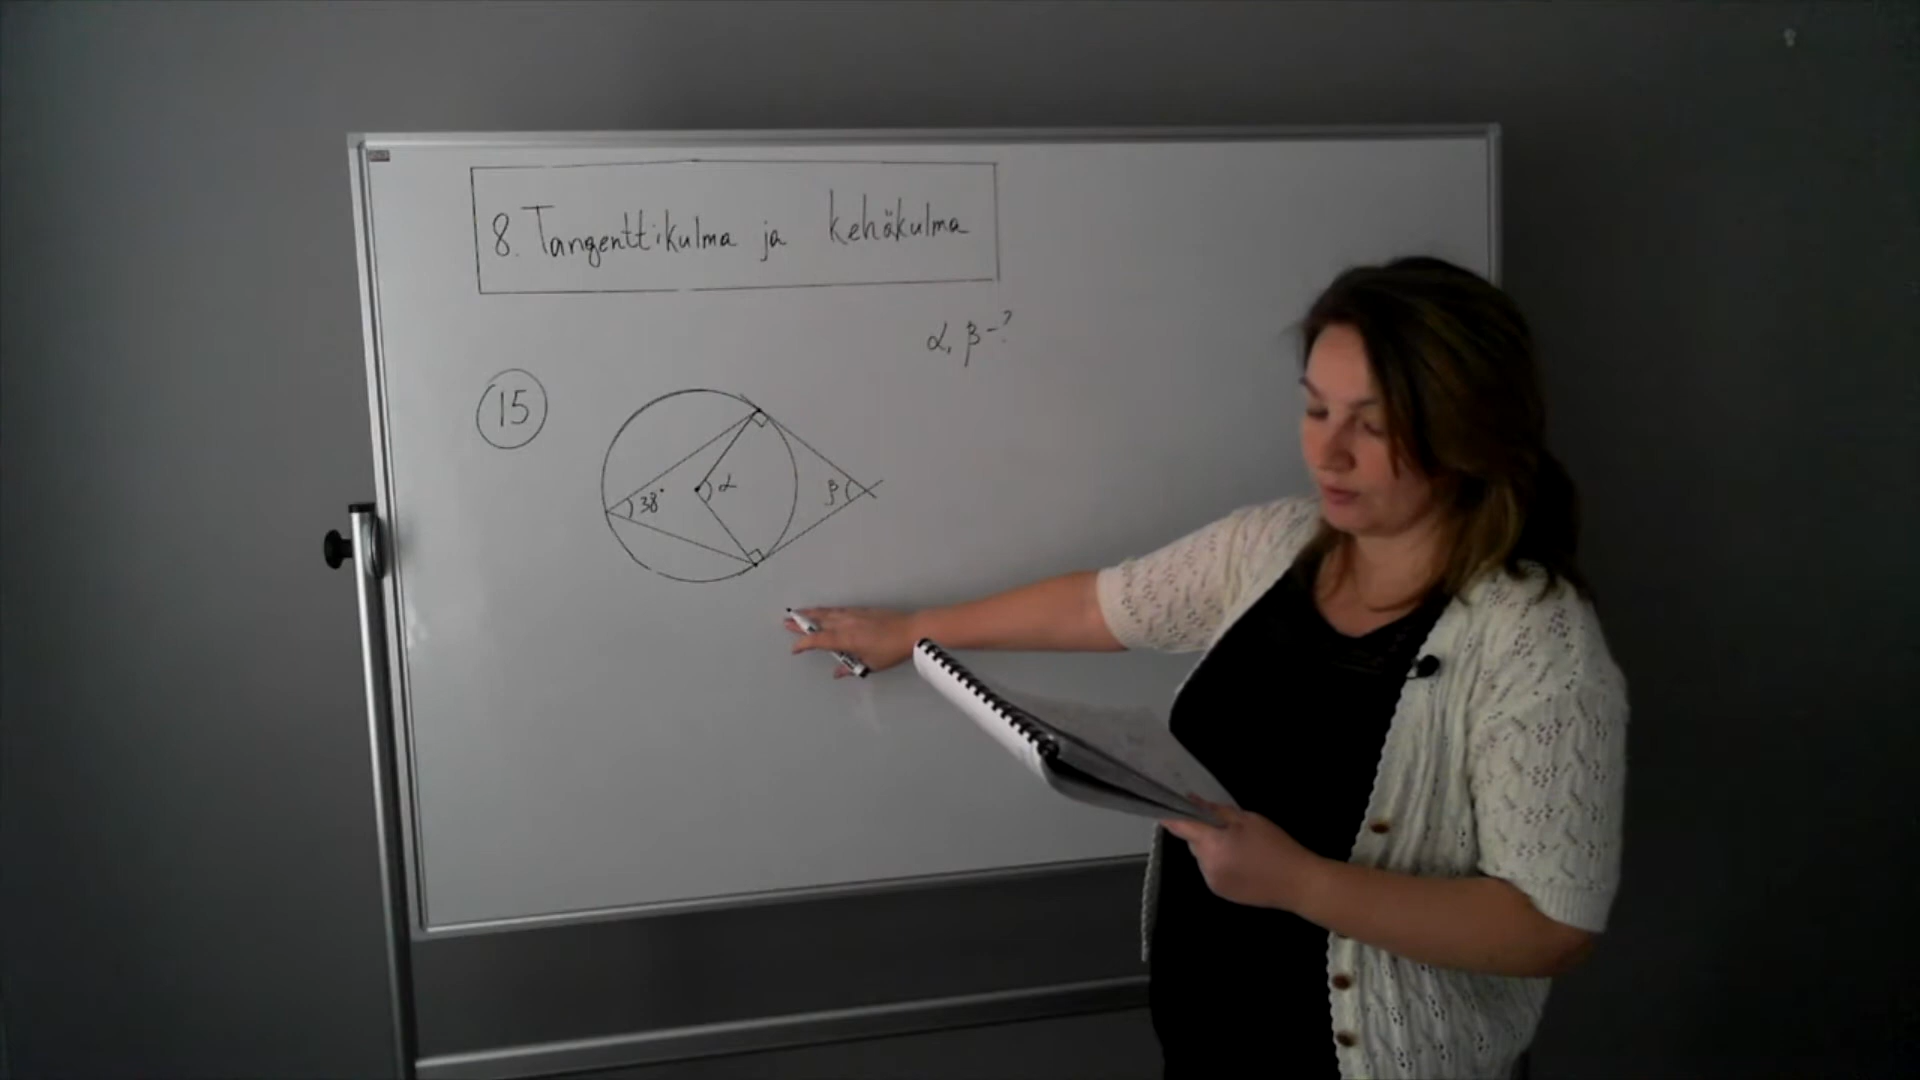 8. Tangenttikulma ja kehäkulma
α, β -?
15
38°
α
β